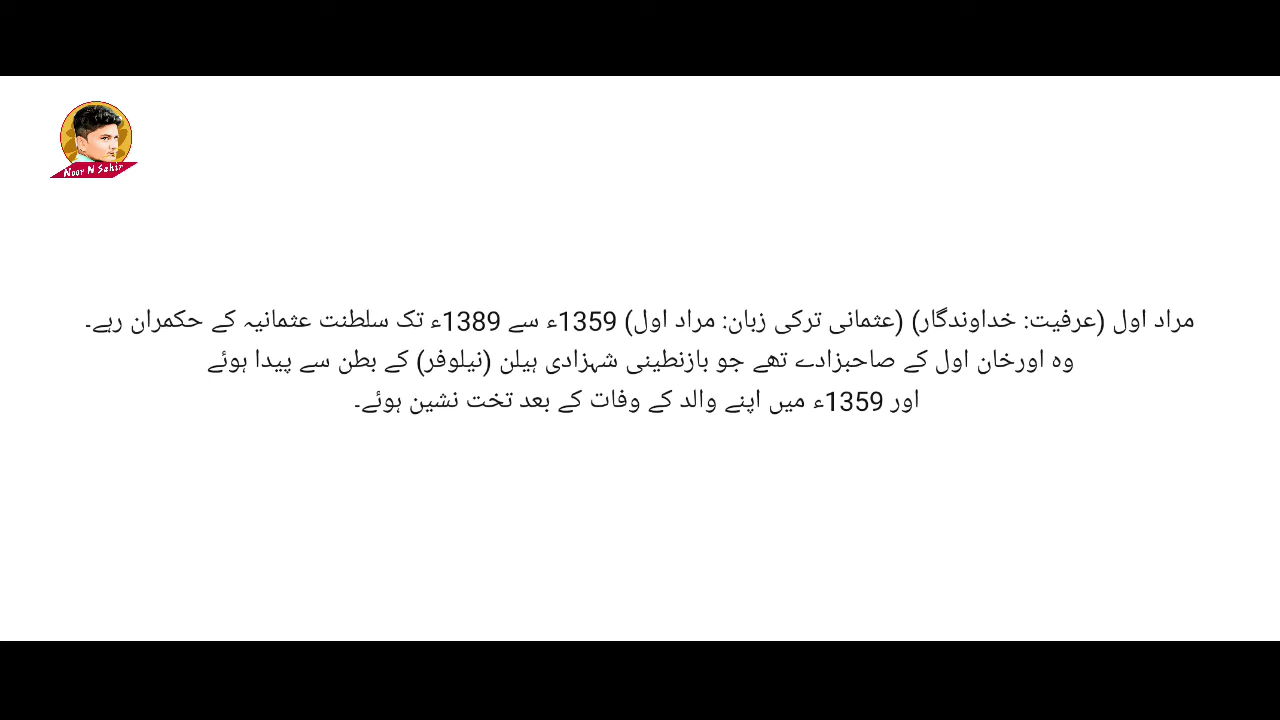 Noor N Sahir
مراد اول (عرفیت: خداوندگار) (عثمانی ترکی زبان: مراد اول) 1359ء سے 1389ء تک سلطنت عثمانیہ کے حکمران رہے۔
وہ اورخان اول کے صاحبزادے تھے جو بازنطینی شہزادی ہیلن (نیلوفر) کے بطن سے پیدا ہوئے
اور 1359ء میں اپنے والد کے وفات کے بعد تخت نشین ہوئے۔